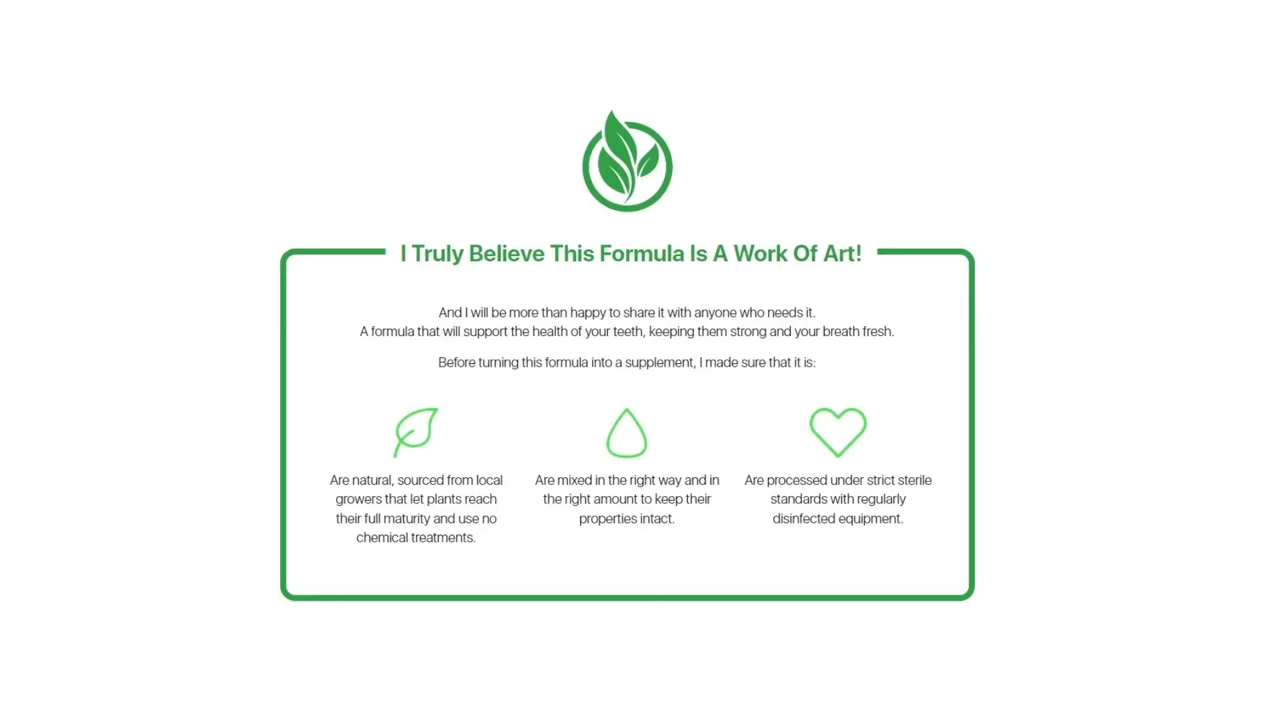 I Truly Believe This Formula Is A Work Of Art!
And I will be more than happy to share it with anyone who needs it.
A formula that will support the health of your teeth, keeping them strong and your breath fresh.
Before turning this formula into a supplement, I made sure that it is:
Are natural, sourced from local
growers that let plants reach
their full maturity and use no
chemical treatments.
Are mixed in the right way and in
the right amount to keep their
properties intact.
Are processed under strict sterile
standards with regularly
disinfected equipment.